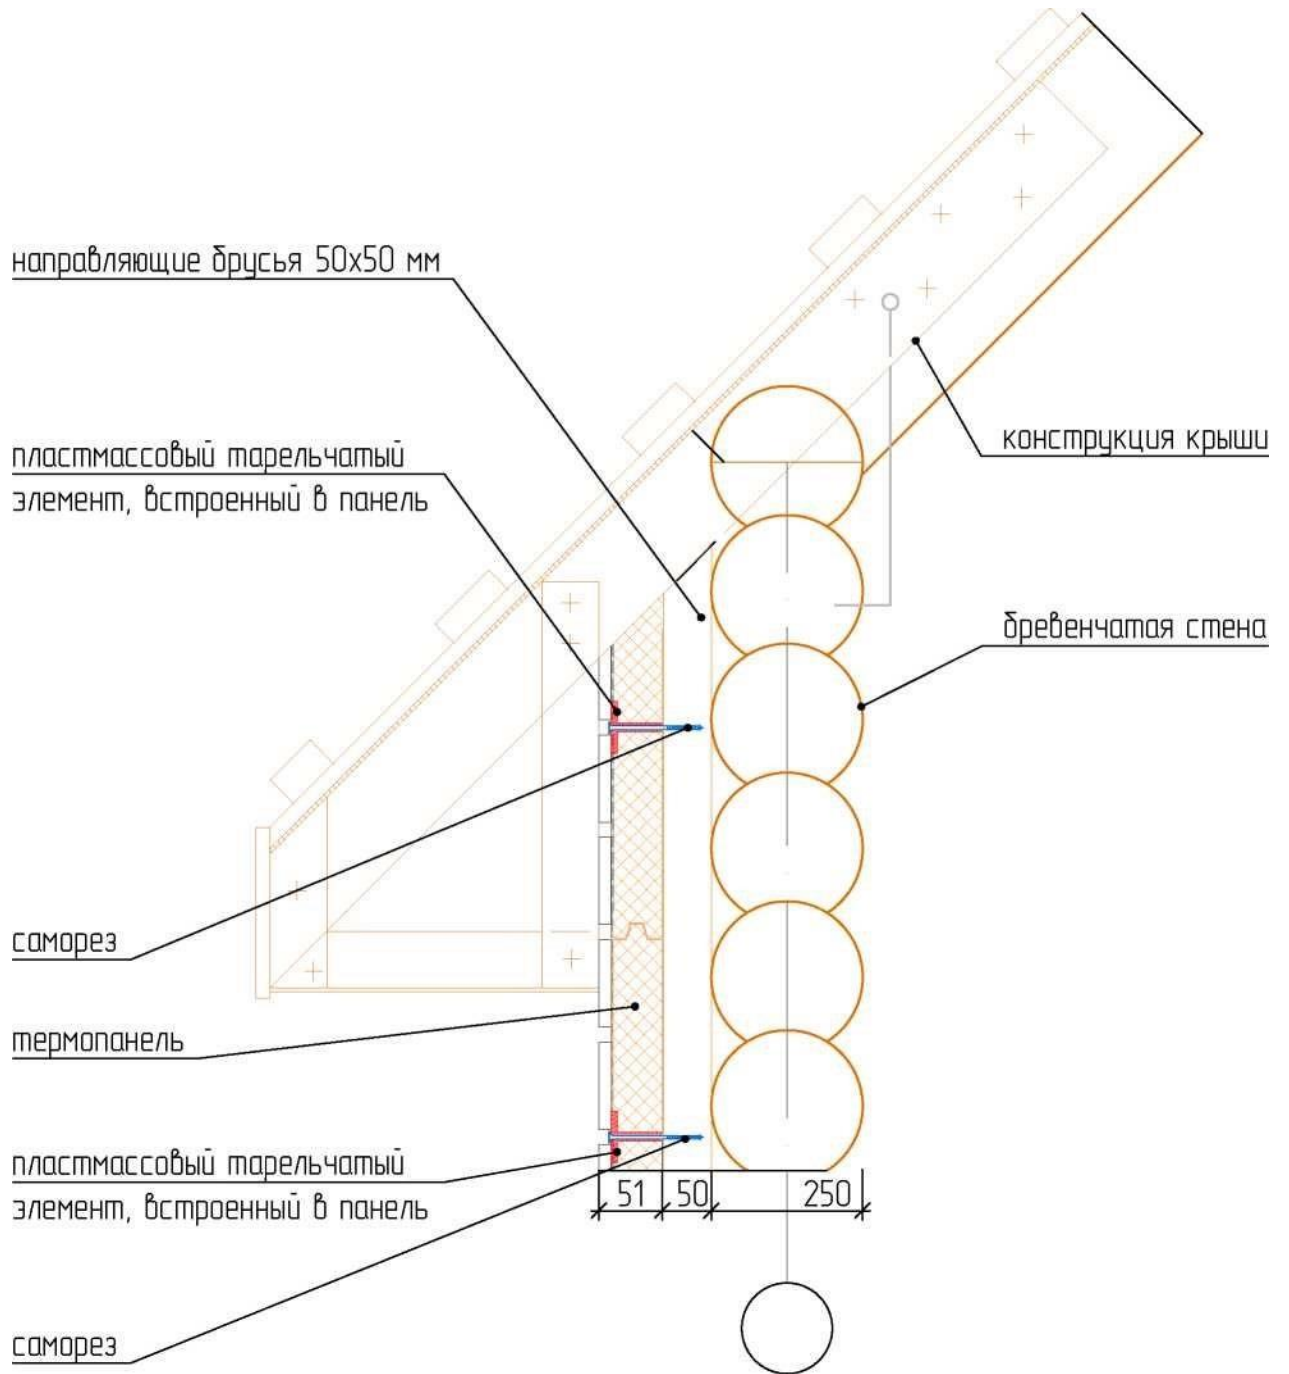 направляющие брусья 50х50 мм
конструкция крыши
пластмассовый тарельчатый
элемент, встроенный в панель
бревенчатая стена
саморез
термопанель
пластмассовый тарельчатый
элемент, встроенный в панель
51 50 250
саморез